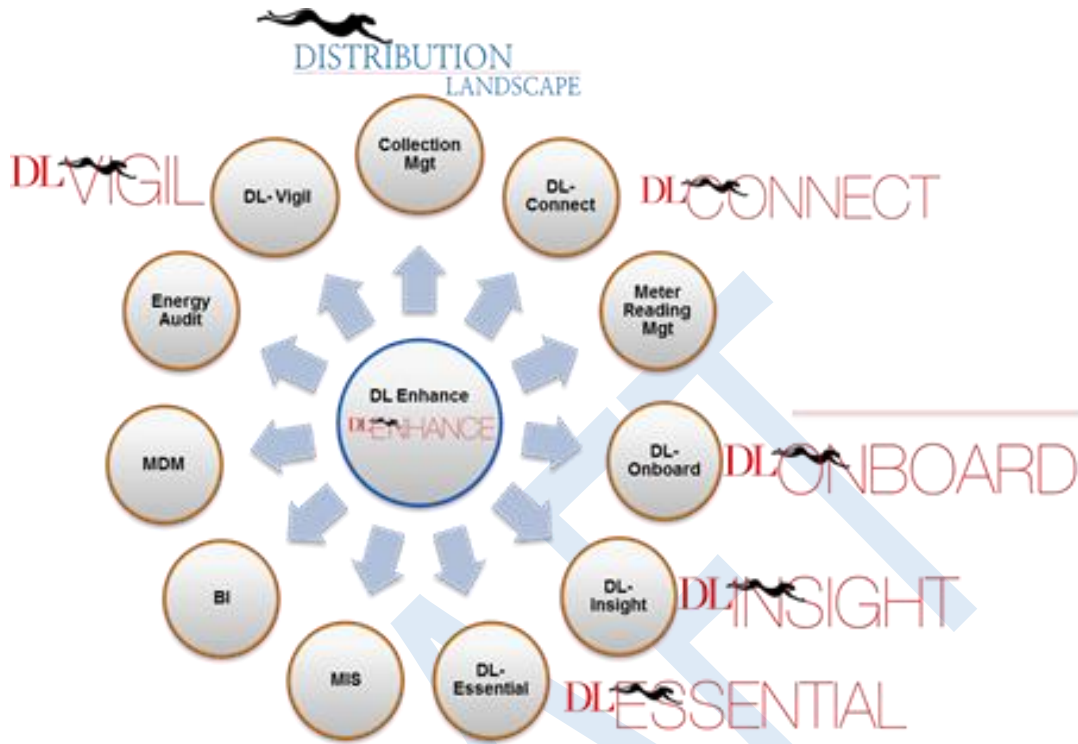 DISTRIBUTION
LANDSCAPE
Collection
Mgt
DL VIGIL
DL- Vigil
DL-
Connect
DL CONNECT
Energy
Audit
Meter
Reading
Mgt
DL Enhance
DL ENHANCE
MDM
DL-
Onboard
DL ONBOARD
BI
DL-
Insight
DL INSIGHT
MIS
DL-
Essential
DL ESSENTIAL